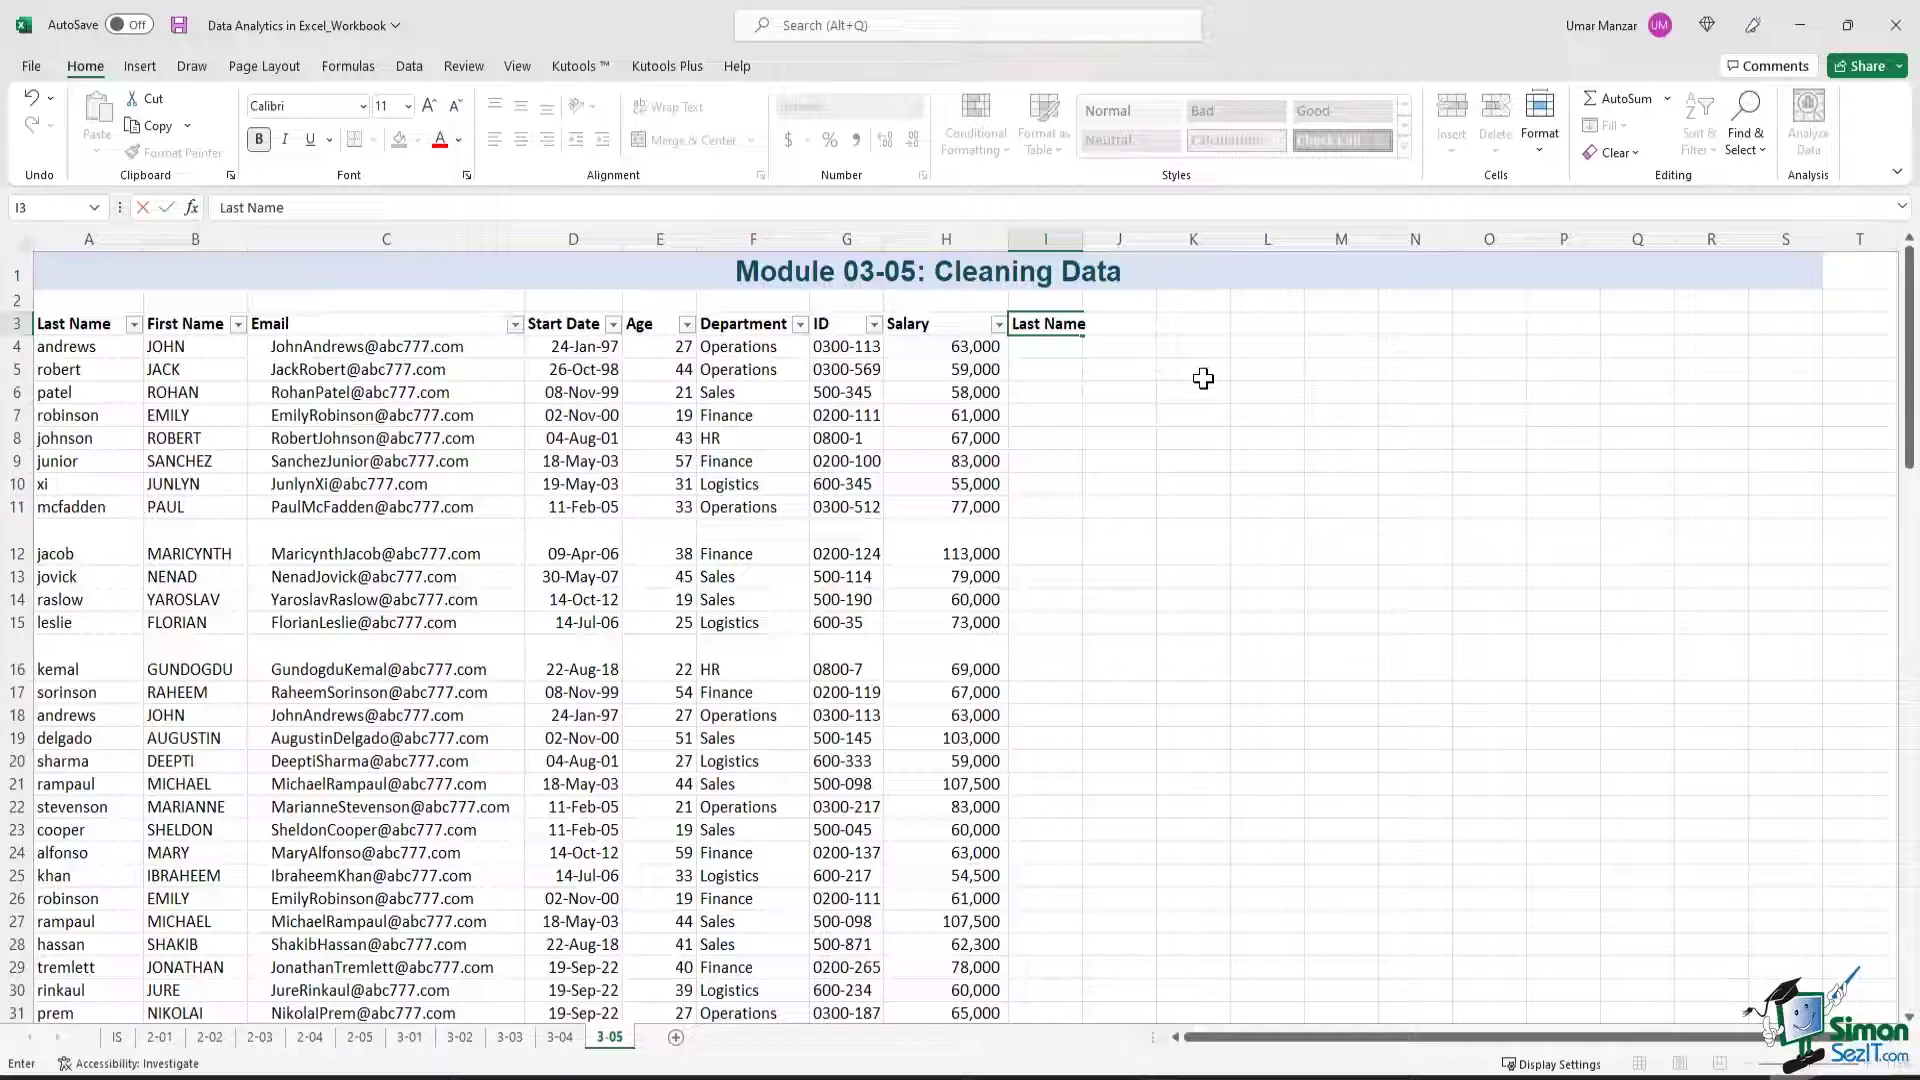 AutoSave Off Data Analytics in Excel_Workbook Search (Alt+Q) Umar Manzar UM
File Home Insert Draw Page Layout Formulas Data Review View Kutools ™ Kutools Plus Help Comments Share
Cut Copy Format Painter Paste Calibri 11 B I U A Wrap Text Merge & Center $ % Conditional Formatting Format as Table Normal Bad Good Neutral Calculation Check Cell Insert Delete Format AutoSum Fill Clear Sort & Filter Find & Select Analyze Data
Undo Clipboard Font Alignment Number Styles Cells Editing Analysis
I3 fx Last Name
A B C D E F G H I J K L M N O P Q R S T
1 Module 03-05: Cleaning Data
2
3 Last Name First Name Email Start Date Age Department ID Salary Last Name
4 andrews JOHN JohnAndrews@abc777.com 24-Jan-97 27 Operations 0300-113 63,000
5 robert JACK JackRobert@abc777.com 26-Oct-98 44 Operations 0300-569 59,000
6 patel ROHAN RohanPatel@abc777.com 08-Nov-99 21 Sales 500-345 58,000
7 robinson EMILY EmilyRobinson@abc777.com 02-Nov-00 19 Finance 0200-111 61,000
8 johnson ROBERT RobertJohnson@abc777.com 04-Aug-01 43 HR 0800-1 67,000
9 junior SANCHEZ SanchezJunior@abc777.com 18-May-03 57 Finance 0200-100 83,000
10 xi JUNLYN JunlynXi@abc777.com 19-May-03 31 Logistics 600-345 55,000
11 mcfadden PAUL PaulMcFadden@abc777.com 11-Feb-05 33 Operations 0300-512 77,000
12 jacob MARICYNTH MaricynthJacob@abc777.com 09-Apr-06 38 Finance 0200-124 113,000
13 jovick NENAD NenadJovick@abc777.com 30-May-07 45 Sales 500-114 79,000
14 raslow YAROSLAV YaroslavRaslow@abc777.com 14-Oct-12 19 Sales 500-190 60,000
15 leslie FLORIAN FlorianLeslie@abc777.com 14-Jul-06 25 Logistics 600-35 73,000
16 kemal GUNDOGDU GundogduKemal@abc777.com 22-Aug-18 22 HR 0800-7 69,000
17 sorinson RAHEEM RaheemSorinson@abc777.com 08-Nov-99 54 Finance 0200-119 67,000
18 andrews JOHN JohnAndrews@abc777.com 24-Jan-97 27 Operations 0300-113 63,000
19 delgado AUGUSTIN AugustinDelgado@abc777.com 02-Nov-00 51 Sales 500-145 103,000
20 sharma DEEPTI DeeptiSharma@abc777.com 04-Aug-01 27 Logistics 600-333 59,000
21 rampaul MICHAEL MichaelRampaul@abc777.com 18-May-03 44 Sales 500-098 107,500
22 stevenson MARIANNE MarianneStevenson@abc777.com 11-Feb-05 21 Operations 0300-217 83,000
23 cooper SHELDON SheldonCooper@abc777.com 11-Feb-05 19 Sales 500-045 60,000
24 alfonso MARY MaryAlfonso@abc777.com 14-Oct-12 59 Finance 0200-137 63,000
25 khan IBRAHEEM IbraheemKhan@abc777.com 14-Jul-06 33 Logistics 600-217 54,500
26 robinson EMILY EmilyRobinson@abc777.com 02-Nov-00 19 Finance 0200-111 61,000
27 rampaul MICHAEL MichaelRampaul@abc777.com 18-May-03 44 Sales 500-098 107,500
28 hassan SHAKIB ShakibHassan@abc777.com 22-Aug-18 41 Sales 500-871 62,300
29 tremlett JONATHAN JonathanTremlett@abc777.com 19-Sep-22 40 Finance 0200-265 78,000
30 rinkaul JURE JureRinkaul@abc777.com 19-Sep-22 39 Logistics 600-234 60,000
31 prem NIKOLAI NikolaIPrem@abc777.com 19-Sep-22 27 Operations 0300-187 65,000
IS 2-01 2-02 2-03 2-04 2-05 3-01 3-02 3-03 3-04 3-05
Enter Accessibility: Investigate Display Settings
Simon SezIT.com